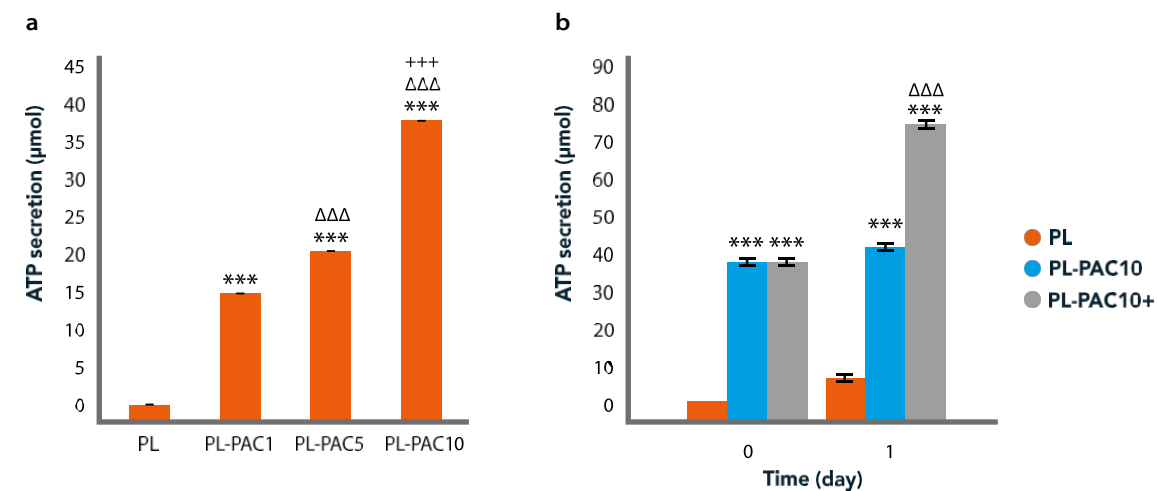 a
ATP secretion (µmol)
45
40
35
30
25
20
15
10
5
0
***
ΔΔΔ
***
+++
ΔΔΔ
***
PL
PL-PAC1
PL-PAC5
PL-PAC10
b
ATP secretion (µmol)
90
80
70
60
50
40
30
20
10
0
*** ***
***
ΔΔΔ
***
0
1
Time (day)
PL
PL-PAC10
PL-PAC10+